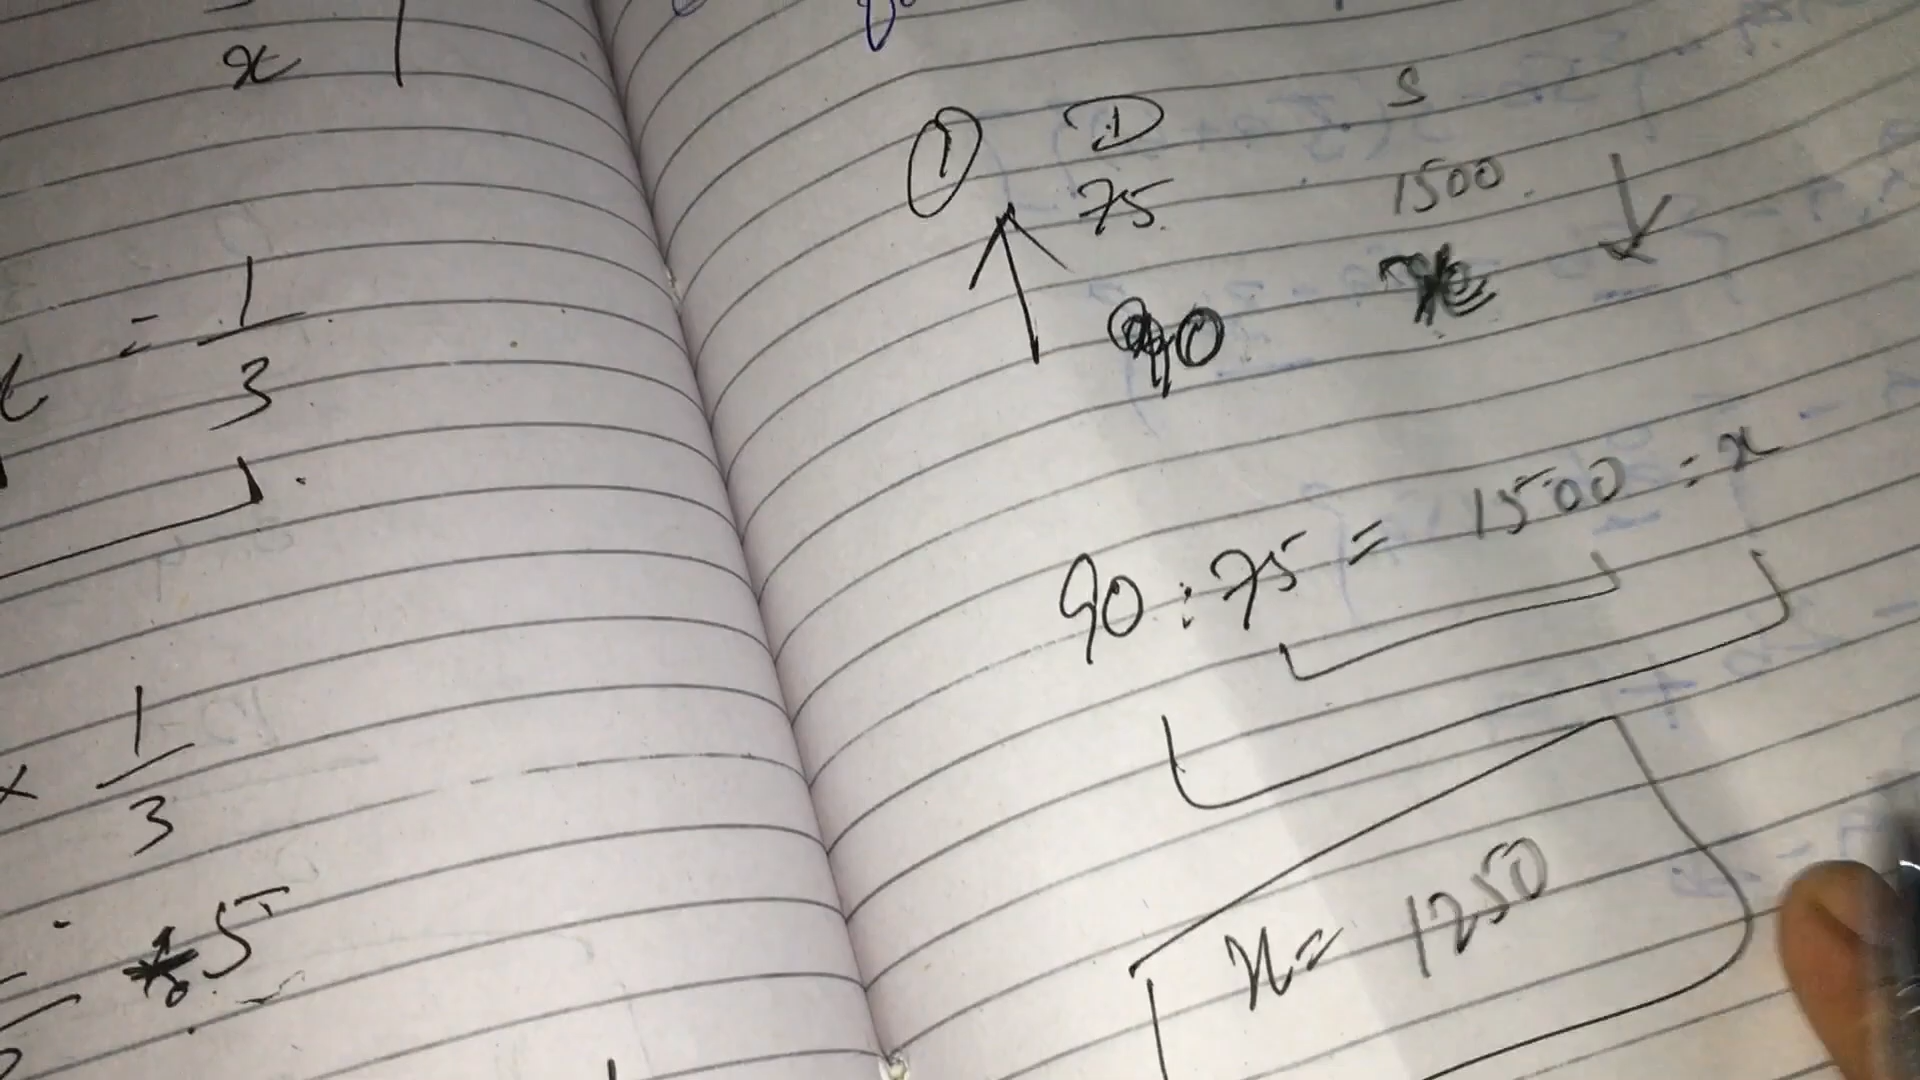 x
= 1/3
x 1/3
5
① D S
75 1500
90 x
90 : 75 = 1500 : x
x = 1250